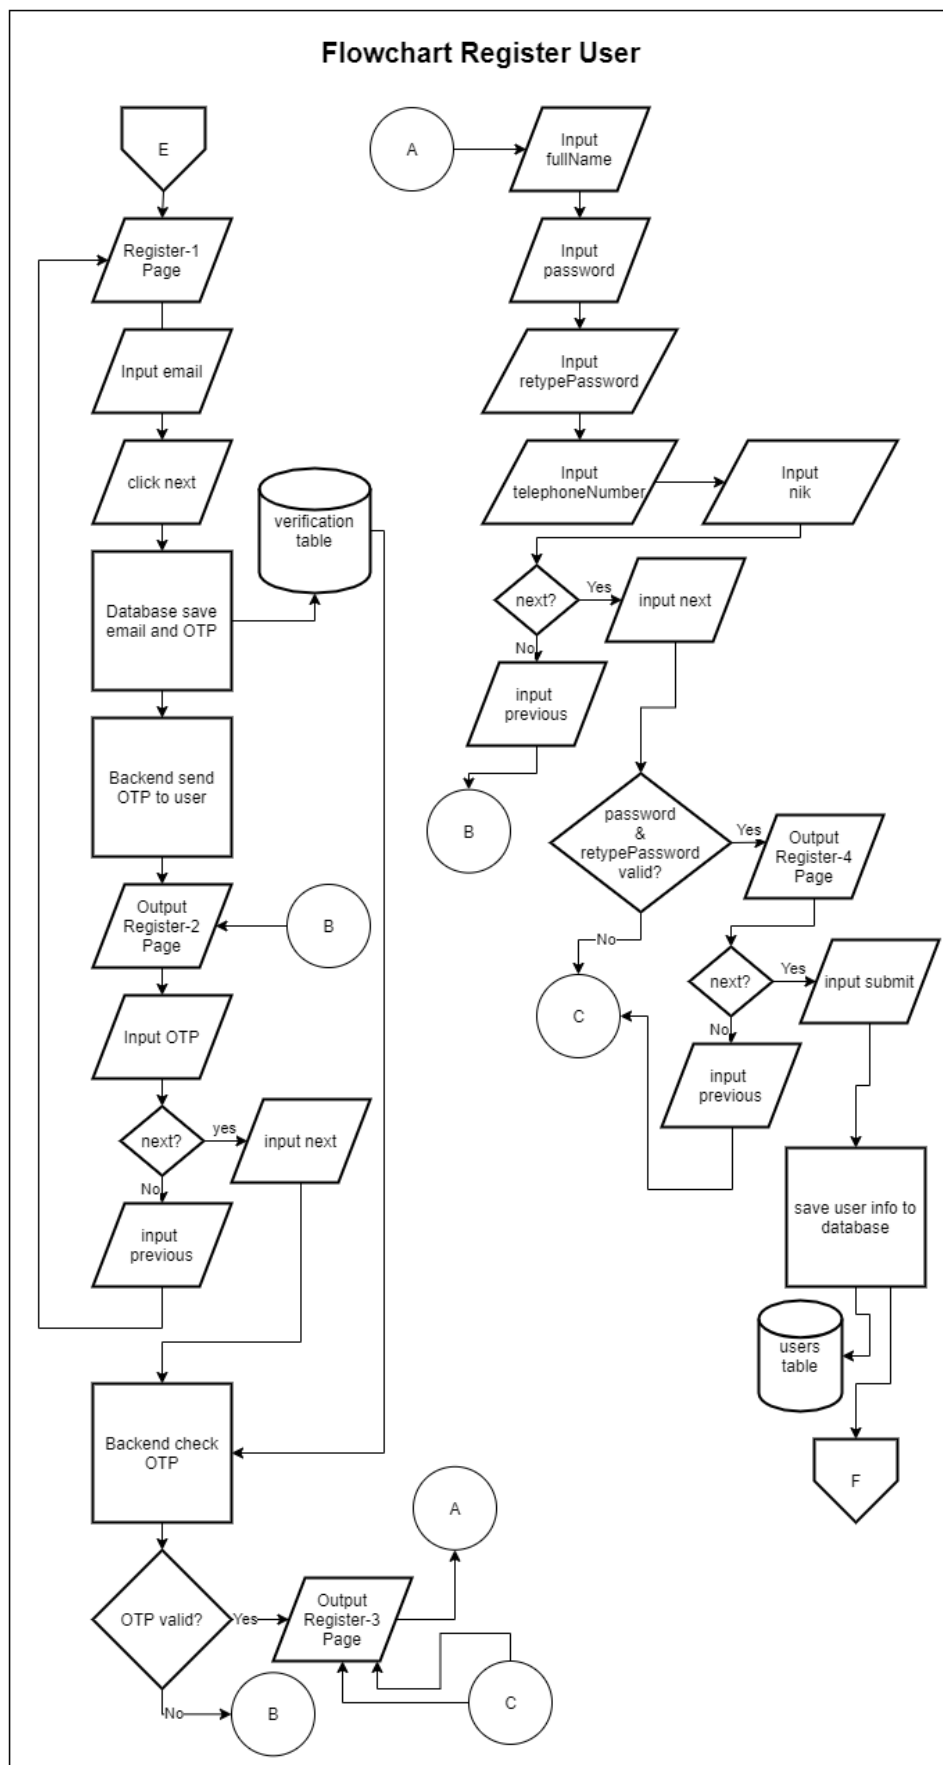 Flowchart Register User
E
Register-1
Page
Input email
click next
verification
table
Database save
email and OTP
Backend send
OTP to user
Output
Register-2
Page
B
Input OTP
next?
yes
input next
No
input
previous
Backend check
OTP
OTP valid?
Yes
Output
Register-3
Page
A
No
B
C
A
Input
fullName
Input
password
Input
retypePassword
Input
telephoneNumber
Input
nik
next?
Yes
input next
No
input
previous
B
password
&
retypePassword
valid?
Yes
Output
Register-4
Page
No
C
next?
Yes
input submit
No
input
previous
save user info to
database
users
table
F